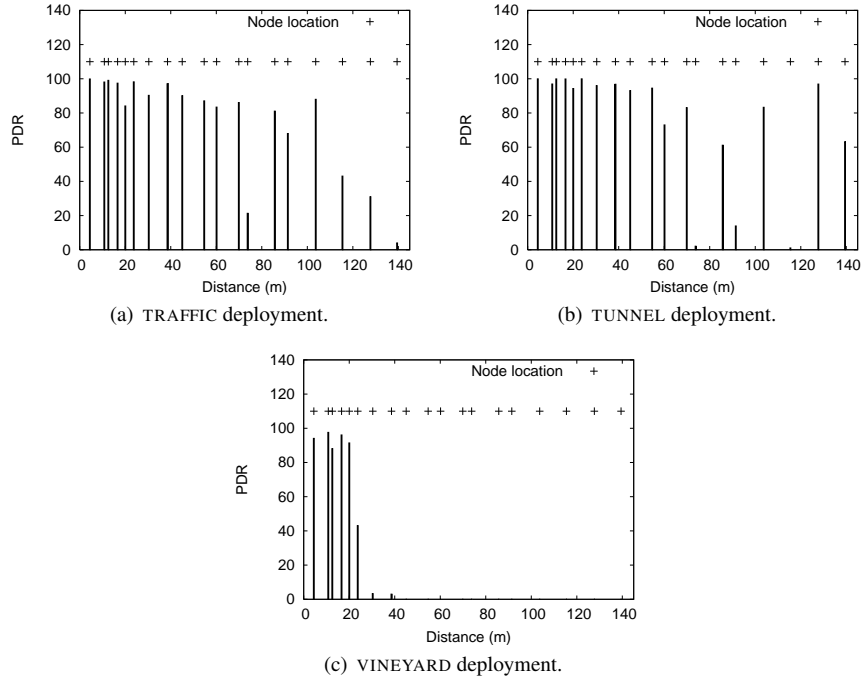 140
120
100
80
60
40
20
0
PDR
Node location
0 20 40 60 80 100 120 140
Distance (m)
(a) TRAFFIC deployment.
140
120
100
80
60
40
20
0
PDR
Node location
0 20 40 60 80 100 120 140
Distance (m)
(b) TUNNEL deployment.
140
120
100
80
60
40
20
0
PDR
Node location
0 20 40 60 80 100 120 140
Distance (m)
(c) VINEYARD deployment.